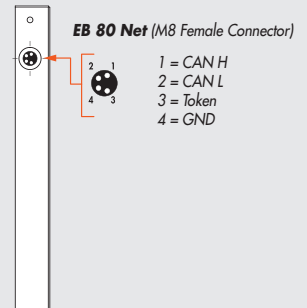 EB 80 Net (M8 Female Connector)
2 1
4 3
1 = CAN H
2 = CAN L
3 = Token
4 = GND